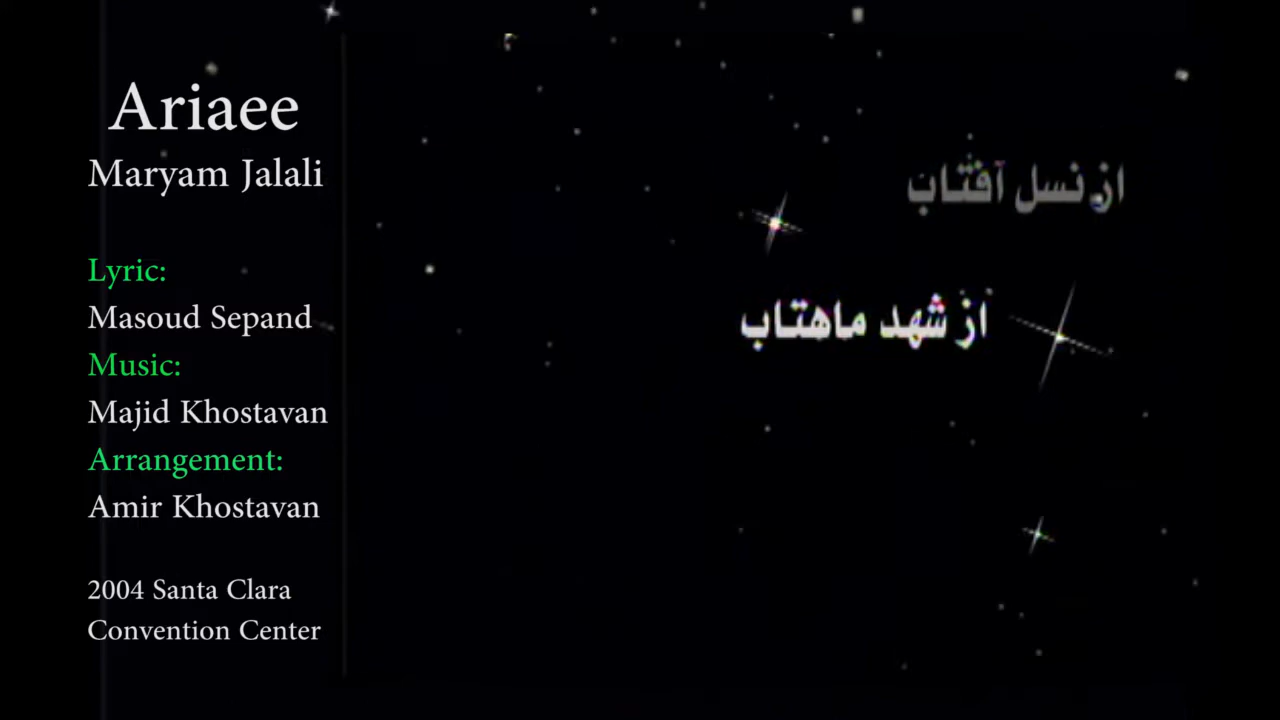 Ariaee
Maryam Jalali
Lyric:
Masoud Sepand
Music:
Majid Khostavan
Arrangement:
Amir Khostavan
2004 Santa Clara
Convention Center
از نسل آفتاب
از شهد ماهتاب